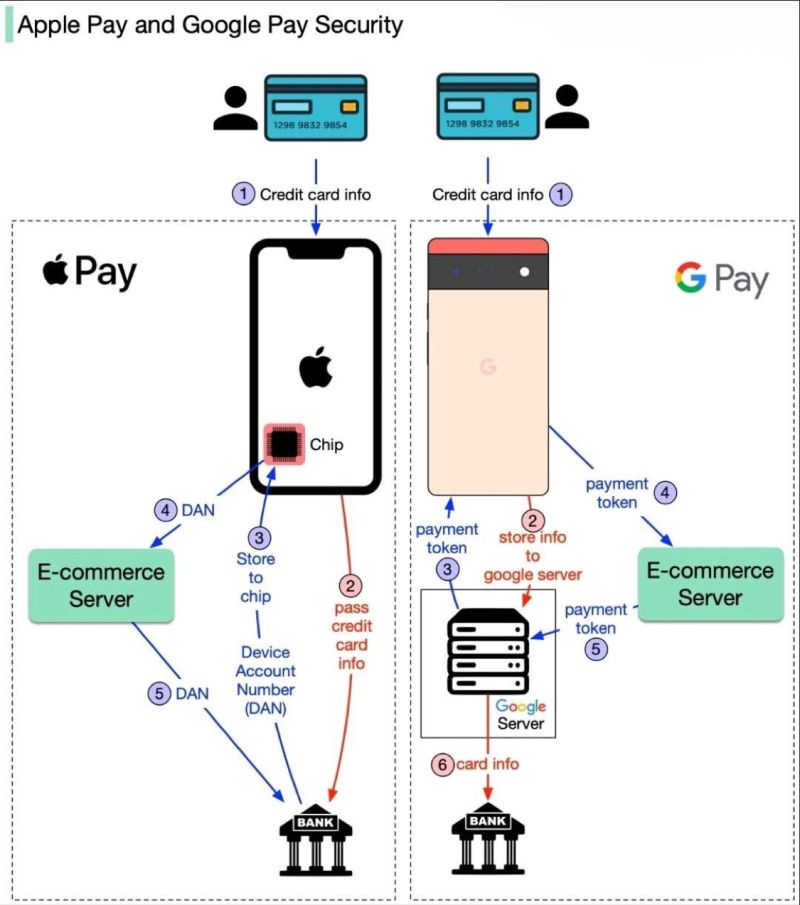 Apple Pay and Google Pay Security
1298 9832 9854
1298 9832 9854
1 Credit card info
Credit card info 1
Pay
G Pay
G
Chip
4 DAN
3
Store
to
chip
2
pass
credit
card
info
E-commerce
Server
Device
Account
Number
(DAN)
5 DAN
BANK
payment
token
4
payment
token
3
2
store info
to
google server
E-commerce
Server
payment
token
5
Google
Server
6 card info
BANK